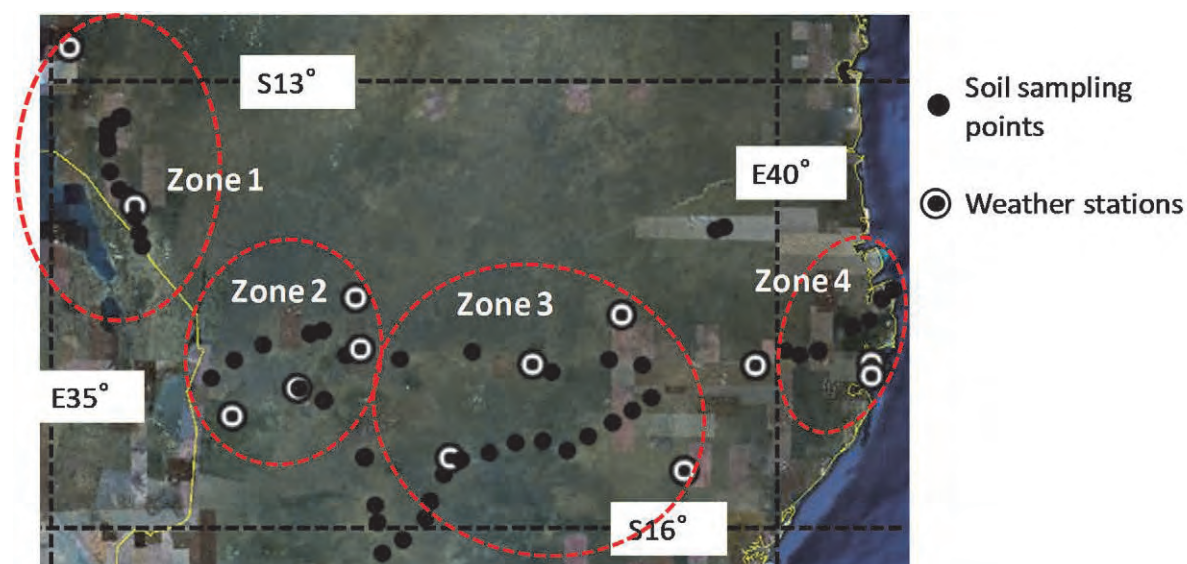 S13°
Soil sampling
points
E40°
Zone 1
Weather stations
Zone 2
Zone 3
Zone 4
E35°
S16°